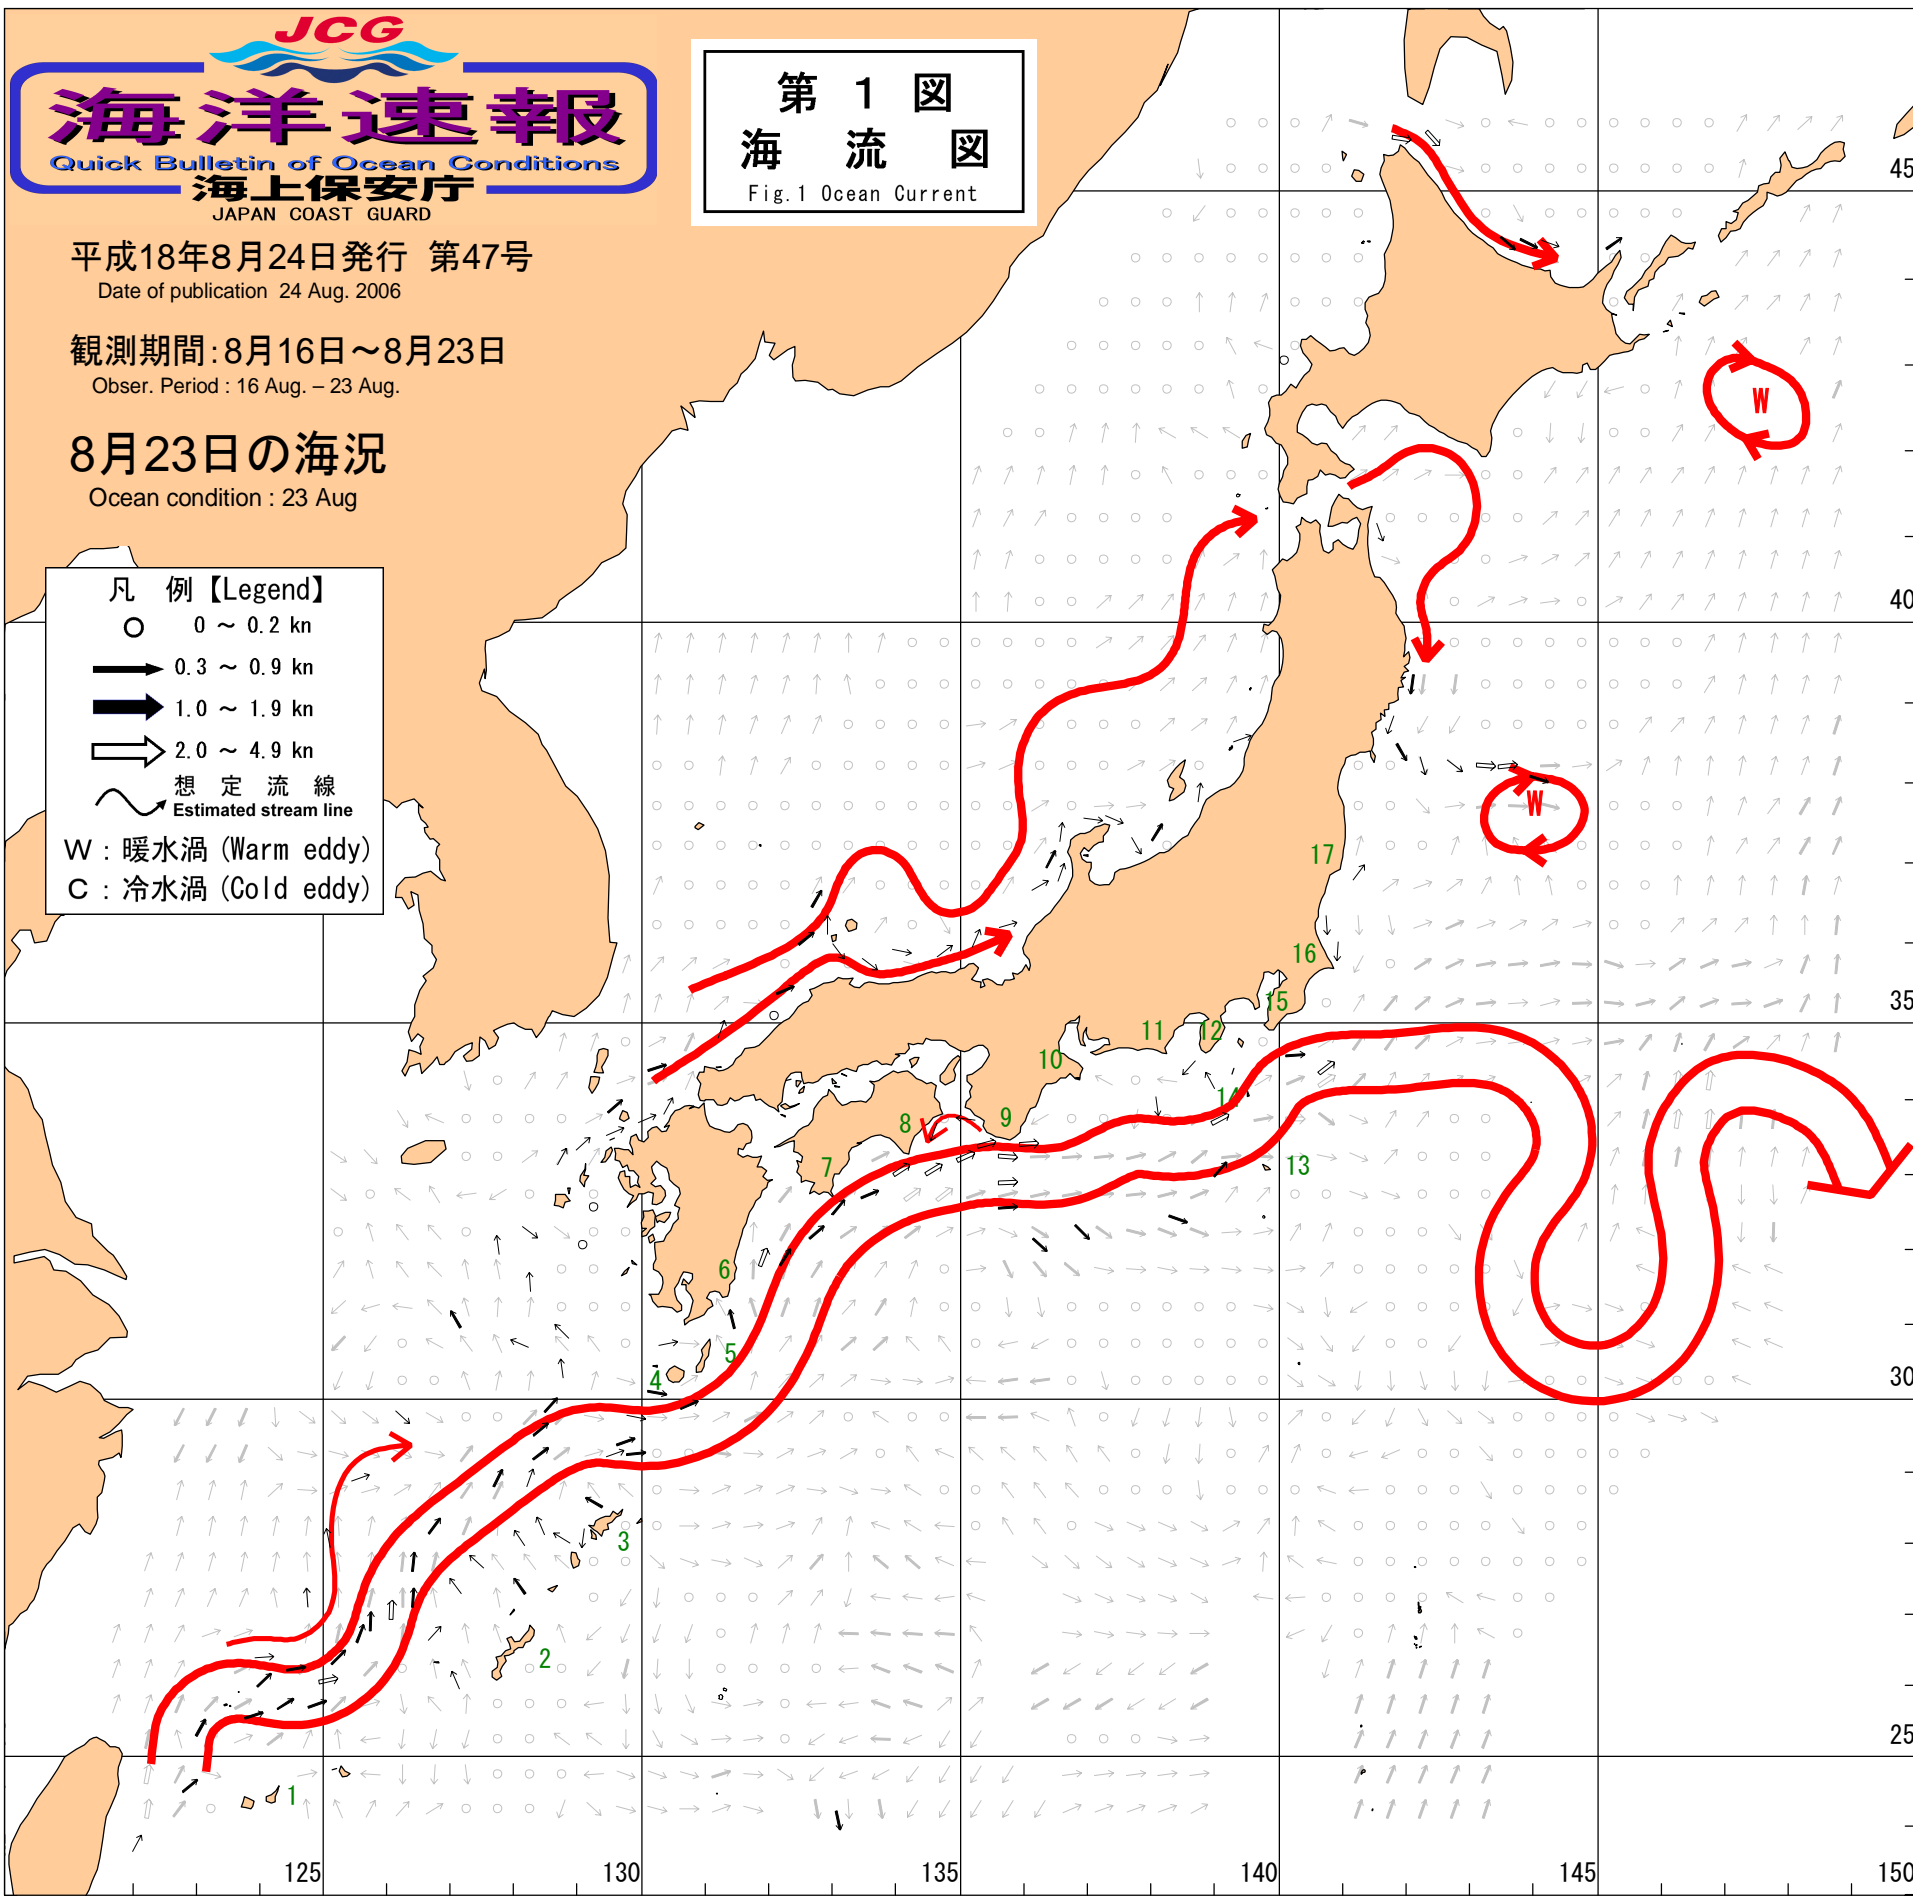 JCG
海洋速報
Quick Bulletin of Ocean Conditions
海上保安庁
JAPAN COAST GUARD
平成18年8月24日発行 第47号
Date of publication 24 Aug. 2006
観測期間:8月16日～8月23日
Obser. Period : 16 Aug. – 23 Aug.
8月23日の海況
Ocean condition : 23 Aug
第 1 図
海 流 図
Fig.1 Ocean Current
凡 例【Legend】
0 ～ 0.2 kn
0.3 ～ 0.9 kn
1.0 ～ 1.9 kn
2.0 ～ 4.9 kn
想 定 流 線
Estimated stream line
W : 暖水渦 (Warm eddy)
C : 冷水渦 (Cold eddy)
45
W
40
W
17
16
35
15
12
11
10
14
9
8
13
7
6
5
4
30
3
2
25
1
125
130
135
140
145
150